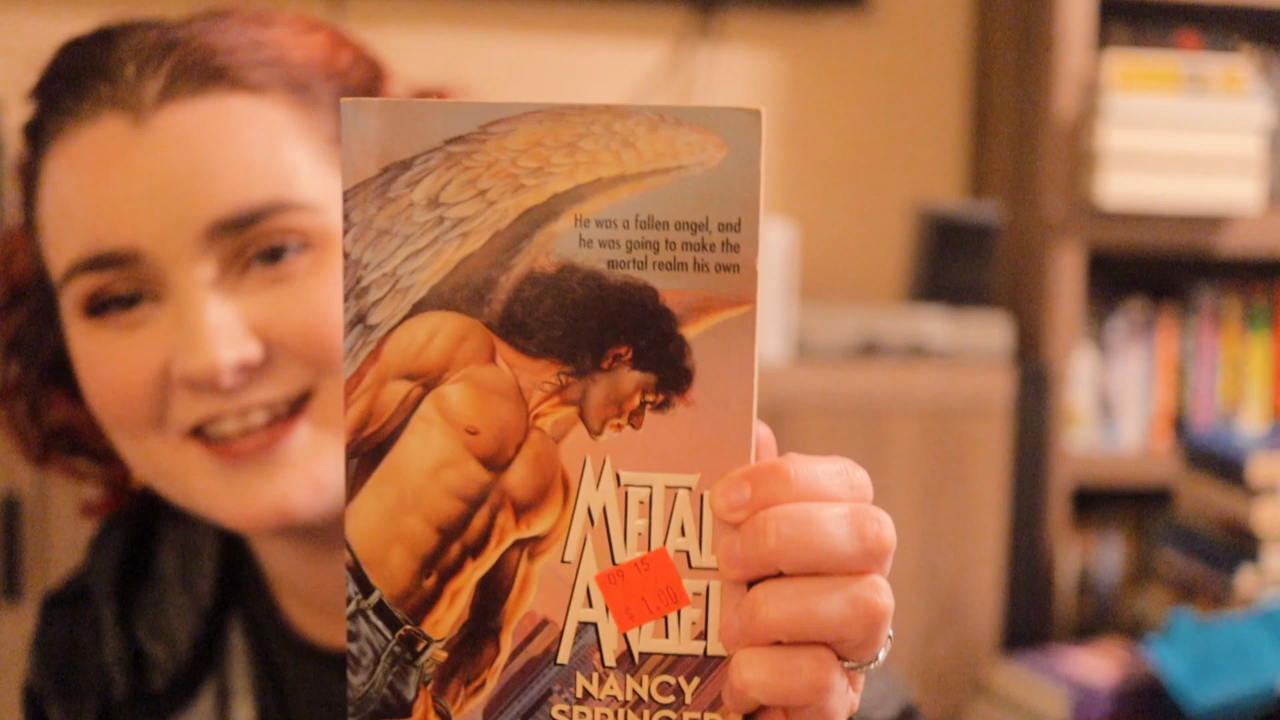 He was a fallen angel, and
he was going to make the
mortal realm his own
METAL
ANGEL
09 15
$1.00
NANCY
SPRINGER